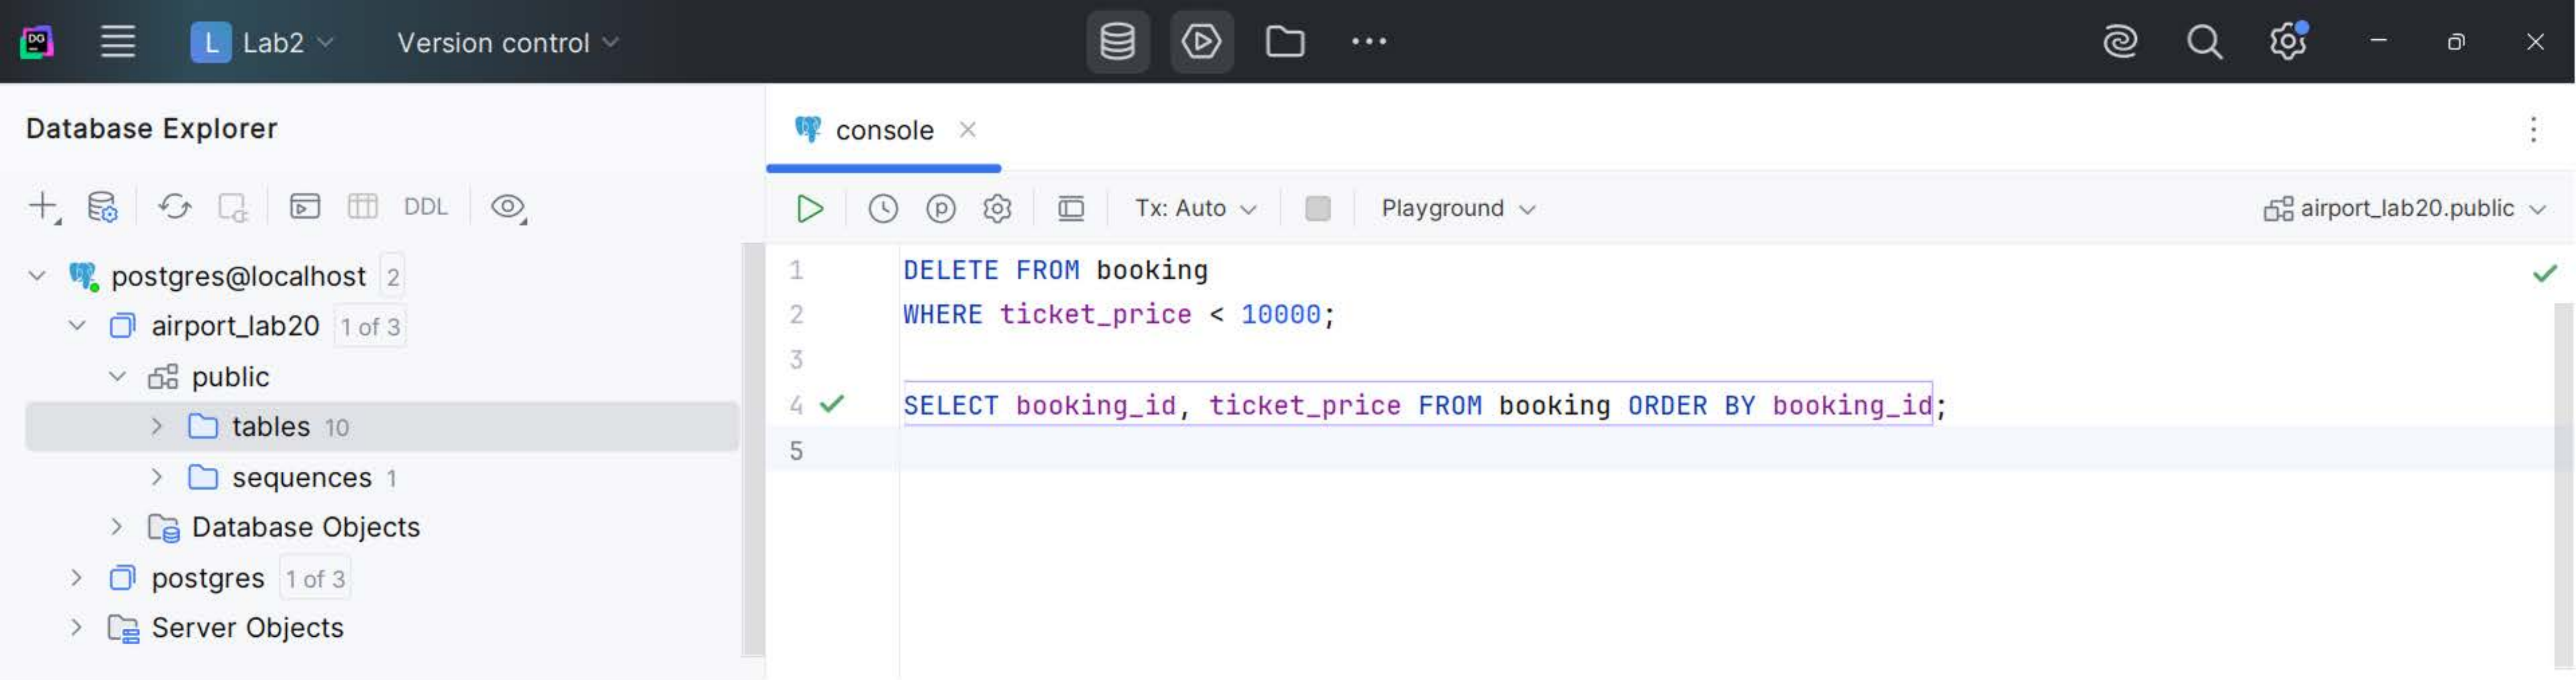 DG
L Lab2 Version control
Database Explorer
console
DDL
Tx: Auto Playground airport_lab20.public
postgres@localhost 2
airport_lab20 1 of 3
public
tables 10
sequences 1
Database Objects
postgres 1 of 3
Server Objects
1 DELETE FROM booking
2 WHERE ticket_price < 10000;
3
4 SELECT booking_id, ticket_price FROM booking ORDER BY booking_id;
5